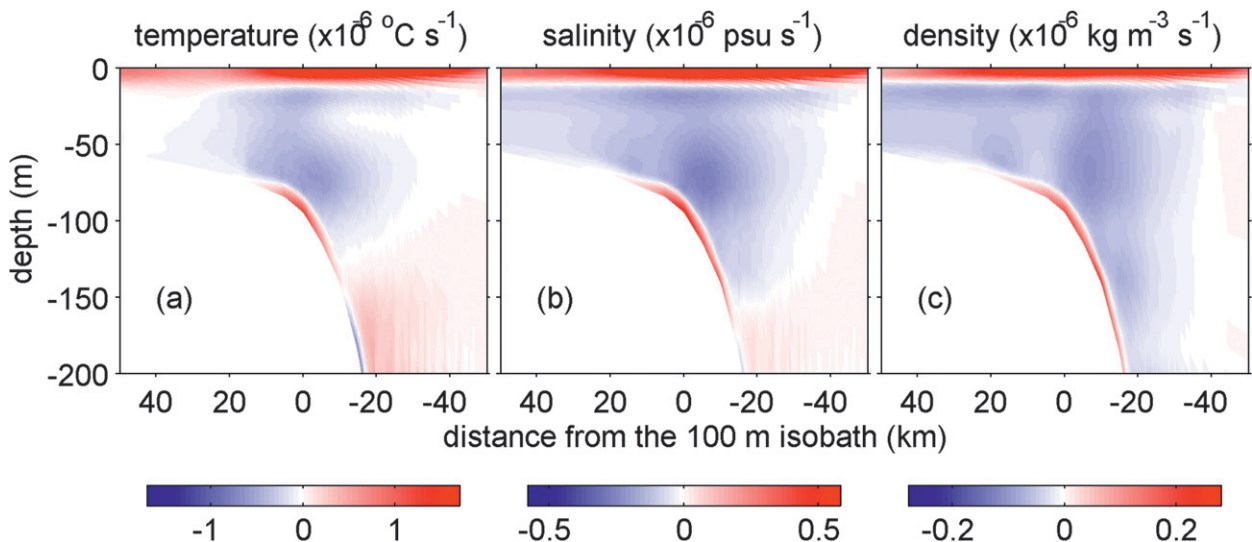 temperature (x10⁻⁶ °C s⁻¹) salinity (x10⁻⁶ psu s⁻¹) density (x10⁻⁶ kg m⁻³ s⁻¹)
0
-50
-100
-150
-200
depth (m)
(a) (b) (c)
40 20 0 -20 -40 40 20 0 -20 -40 40 20 0 -20 -40
distance from the 100 m isobath (km)
-1 0 1 -0.5 0 0.5 -0.2 0 0.2